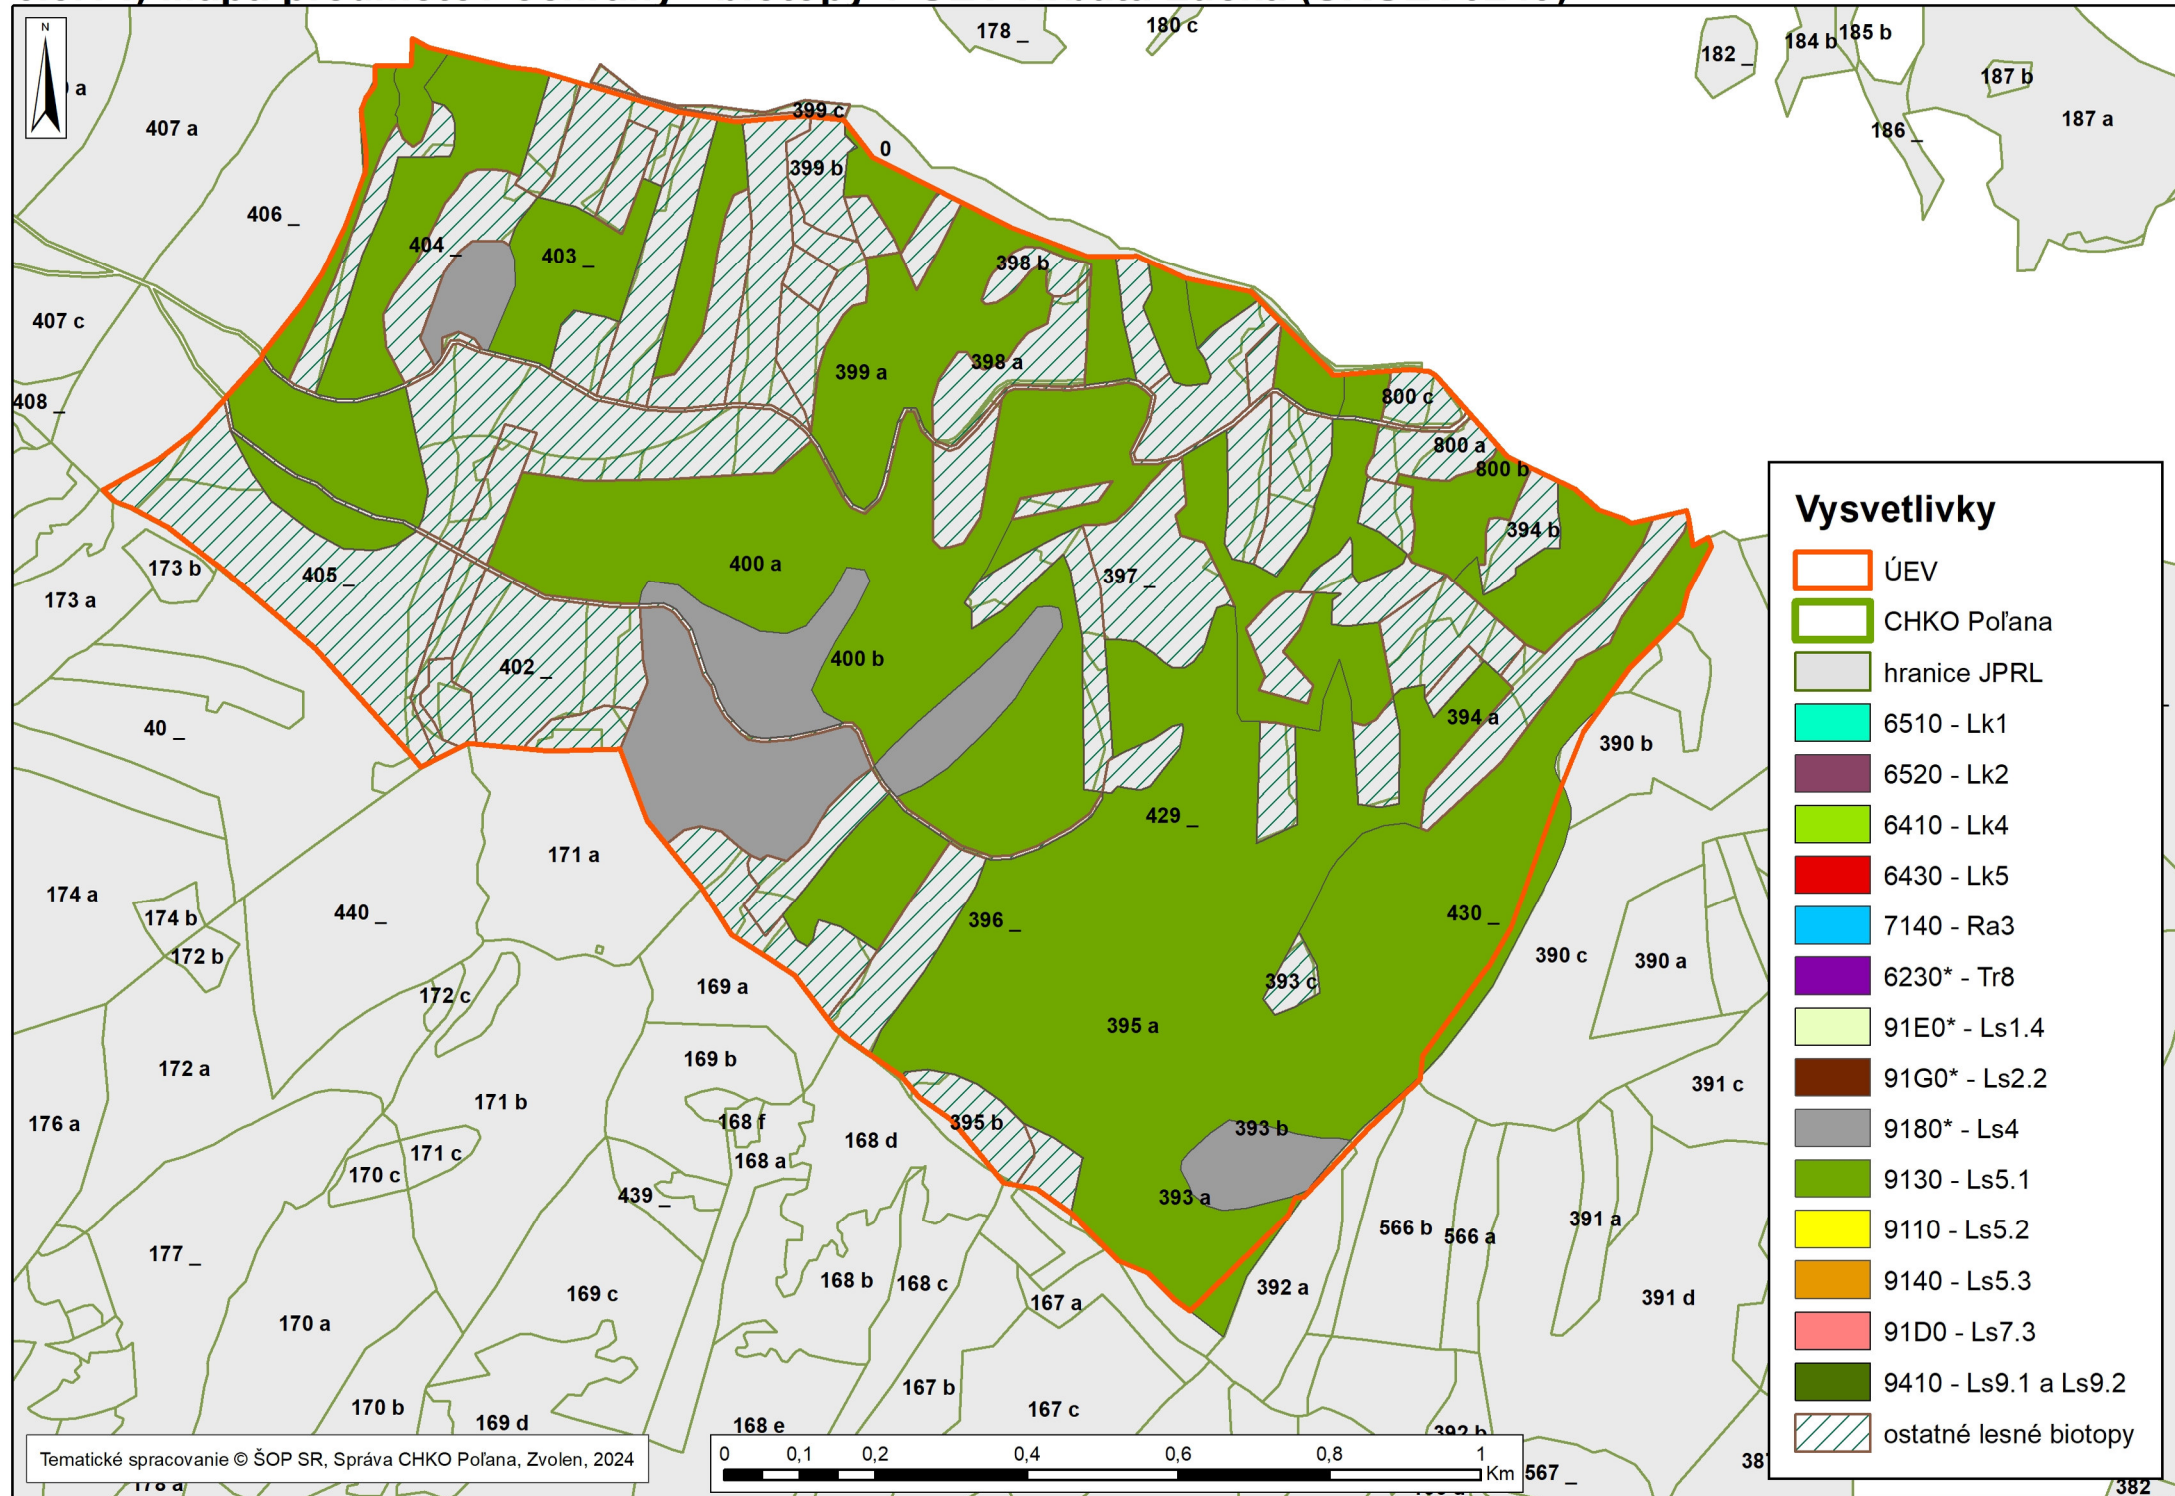 N
178 _
180 c
182 _
184 b
185 b
187 b
187 a
186 _
a
407 a
399 c
0
399 b
406 _
404 _
403 _
398 b
407 c
399 a
398 a
408 _
800 c
800 a
800 b
394 b
173 b
405 _
400 a
397 _
173 a
402 _
400 b
40 _
394 a
390 b
429 _
171 a
174 a
174 b
440 _
396 _
430 _
172 b
390 c
390 a
172 c
169 a
393 c
395 a
172 a
169 b
391 c
171 b
176 a
168 f
395 b
393 b
168 d
171 c
170 c
168 a
439 _
393 a
566 b
566 a
391 a
177 _
168 b
168 c
392 a
169 c
167 a
391 d
170 a
167 b
170 b
169 d
168 e
167 c
392 b
567 _
178 a
382
Vysvetlivky
ÚEV
CHKO Poľana
hranice JPRL
6510 - Lk1
6520 - Lk2
6410 - Lk4
6430 - Lk5
7140 - Ra3
6230* - Tr8
91E0* - Ls1.4
91G0* - Ls2.2
9180* - Ls4
9130 - Ls5.1
9110 - Ls5.2
9140 - Ls5.3
91D0 - Ls7.3
9410 - Ls9.1 a Ls9.2
ostatné lesné biotopy
Tematické spracovanie © ŠOP SR, Správa CHKO Poľana, Zvolen, 2024
0 0,1 0,2 0,4 0,6 0,8 1
Km